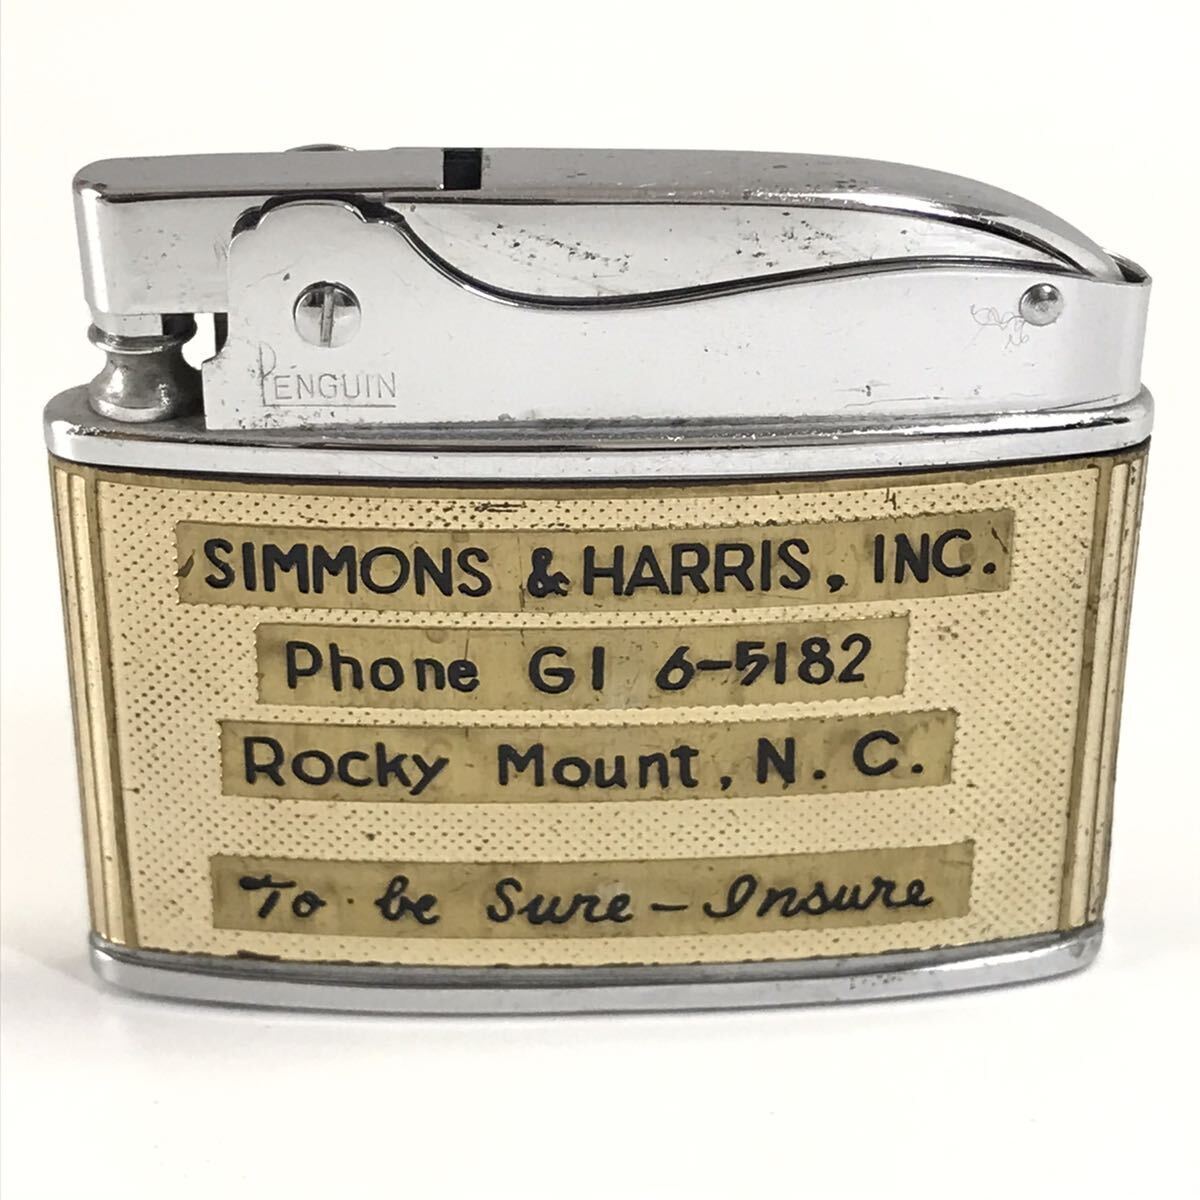 PENGUIN
SIMMONS & HARRIS, INC.
Phone GI 6-5182
Rocky Mount, N. C.
To be Sure - Insure